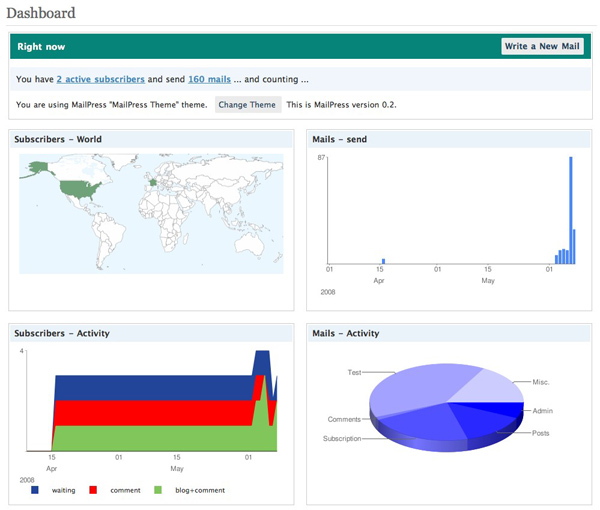 Dashboard
Right now
Write a New Mail
You have 2 active subscribers and send 160 mails ... and counting ...
You are using MailPress "MailPress Theme" theme. Change Theme This is MailPress version 0.2.
Subscribers - World
Mails - send
87
01 15 01 15 01
Apr May
2008
Subscribers - Activity
4
15 01 15 01
Apr May
2008
waiting comment blog+comment
Mails - Activity
Test
Misc.
Admin
Comments
Posts
Subscription